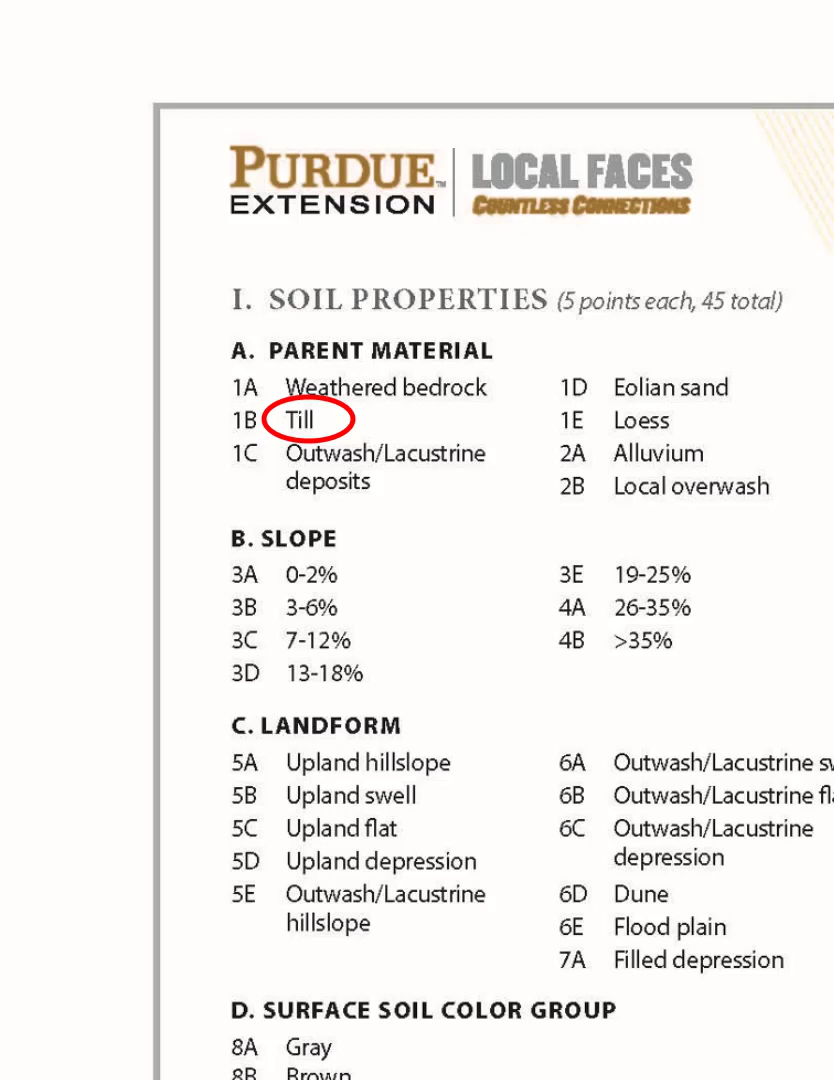 PURDUE™ EXTENSION | LOCAL FACES COUNTLESS CONNECTIONS
I. SOIL PROPERTIES (5 points each, 45 total)
A. PARENT MATERIAL
1A Weathered bedrock
1B Till
1C Outwash/Lacustrine
deposits
1D Eolian sand
1E Loess
2A Alluvium
2B Local overwash
B. SLOPE
3A 0-2%
3B 3-6%
3C 7-12%
3D 13-18%
3E 19-25%
4A 26-35%
4B >35%
C. LANDFORM
5A Upland hillslope
5B Upland swell
5C Upland flat
5D Upland depression
5E Outwash/Lacustrine
hillslope
6A Outwash/Lacustrine
6B Outwash/Lacustrine
6C Outwash/Lacustrine
depression
6D Dune
6E Flood plain
7A Filled depression
D. SURFACE SOIL COLOR GROUP
8A Gray
8B Brown